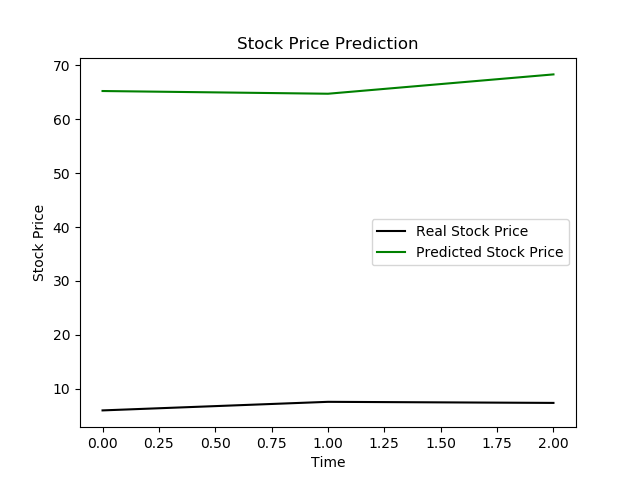 Stock Price Prediction
70
60
50
40
30
20
10
Stock Price
Real Stock Price
Predicted Stock Price
0.00 0.25 0.50 0.75 1.00 1.25 1.50 1.75 2.00
Time